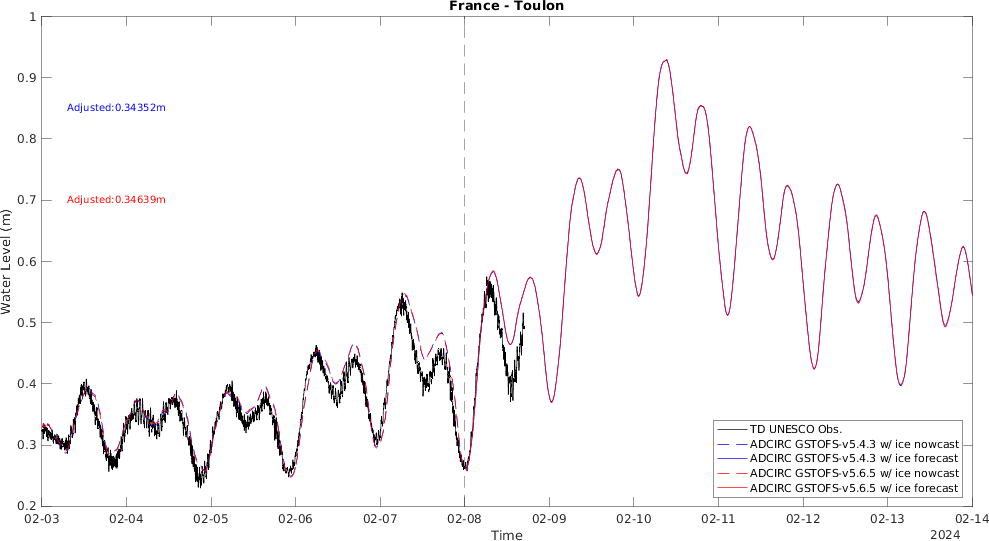 France - Toulon
1
0.9
0.8
0.7
0.6
0.5
0.4
0.3
0.2
Water Level (m)
Adjusted:0.34352m
Adjusted:0.34639m
TD UNESCO Obs.
ADCIRC GSTOFS-v5.4.3 w/ ice nowcast
ADCIRC GSTOFS-v5.4.3 w/ ice forecast
ADCIRC GSTOFS-v5.6.5 w/ ice nowcast
ADCIRC GSTOFS-v5.6.5 w/ ice forecast
02-03 02-04 02-05 02-06 02-07 02-08 02-09 02-10 02-11 02-12 02-13 02-14
Time
2024